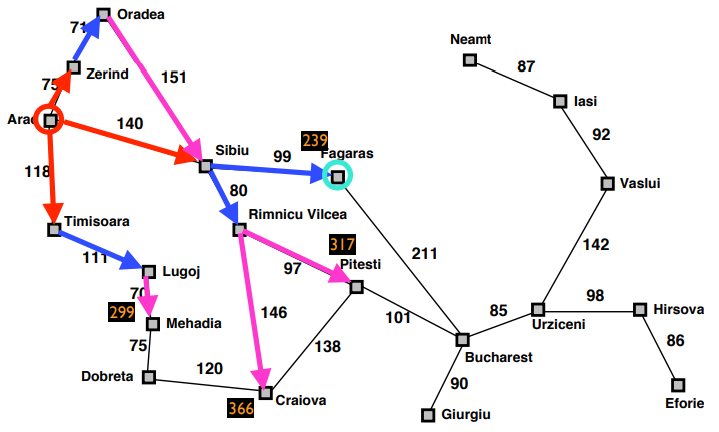 Oradea
71
Neamt
87
Zerind
75
151
Iasi
Arad
140
92
239
Fagaras
Sibiu
99
118
80
Vaslui
Timisoara
Rimnicu Vilcea
142
111
317
211
Lugoj
97
Pitesti
70
98
299
146
85
Hirsova
101
Urziceni
Mehadia
138
86
75
Bucharest
Dobreta
120
90
366
Craiova
Eforie
Giurgiu